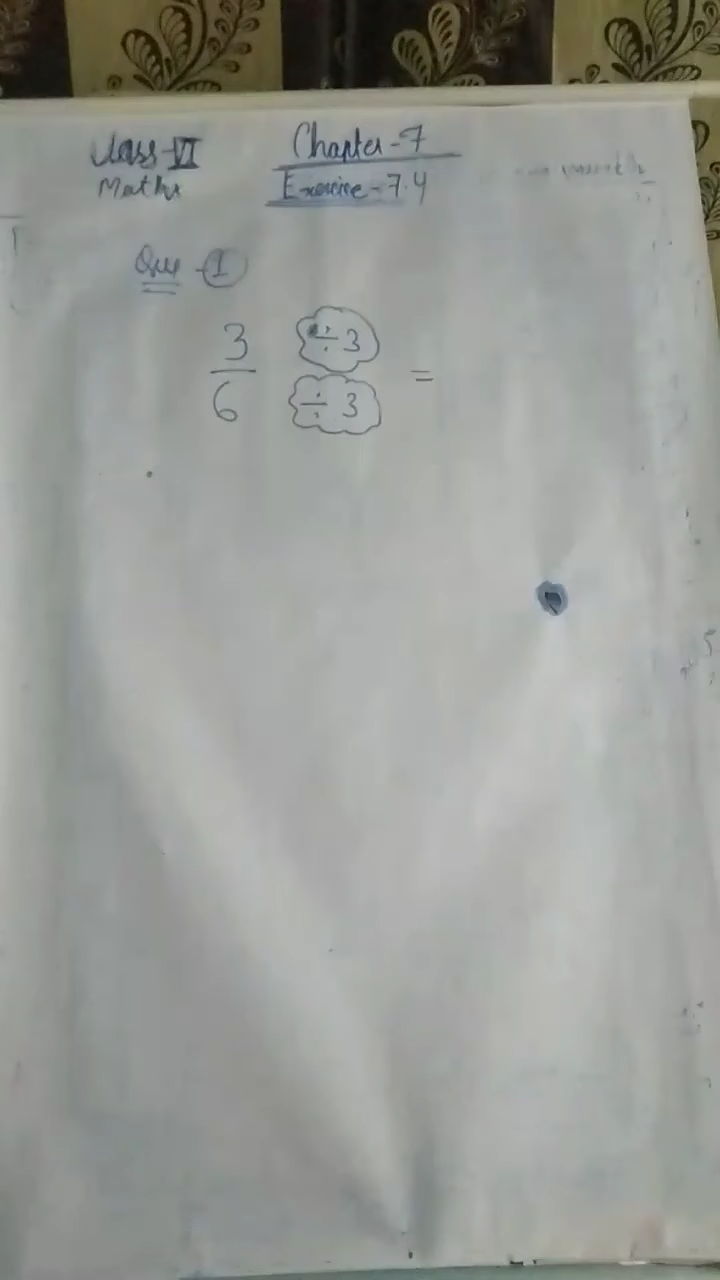 Class-VI Chapter-7
Maths Exercise-7.4
Que-1
3 ÷ 3
6 ÷ 3 =